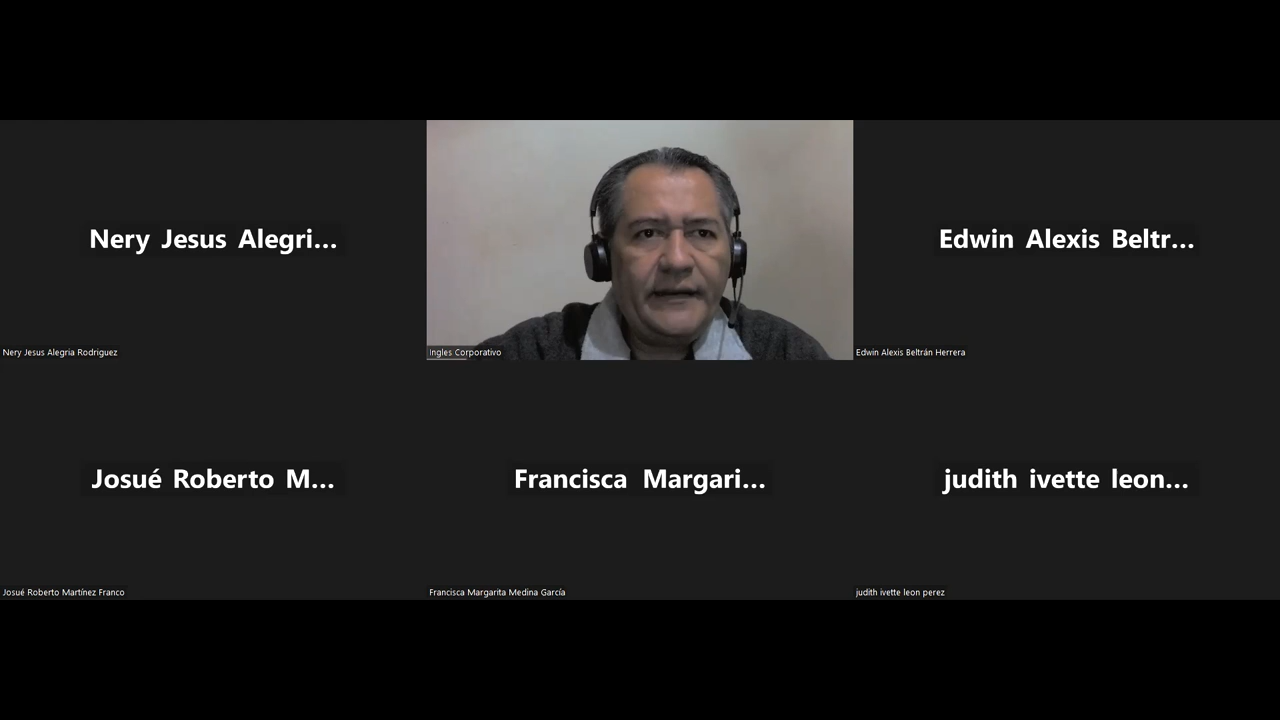 Nery Jesus Alegri...
Nery Jesus Alegria Rodriguez
Ingles Corporativo
Edwin Alexis Beltr...
Edwin Alexis Beltrán Herrera
Josué Roberto M...
Josué Roberto Martínez Franco
Francisca Margari...
Francisca Margarita Medina García
judith ivette leon...
judith ivette leon perez